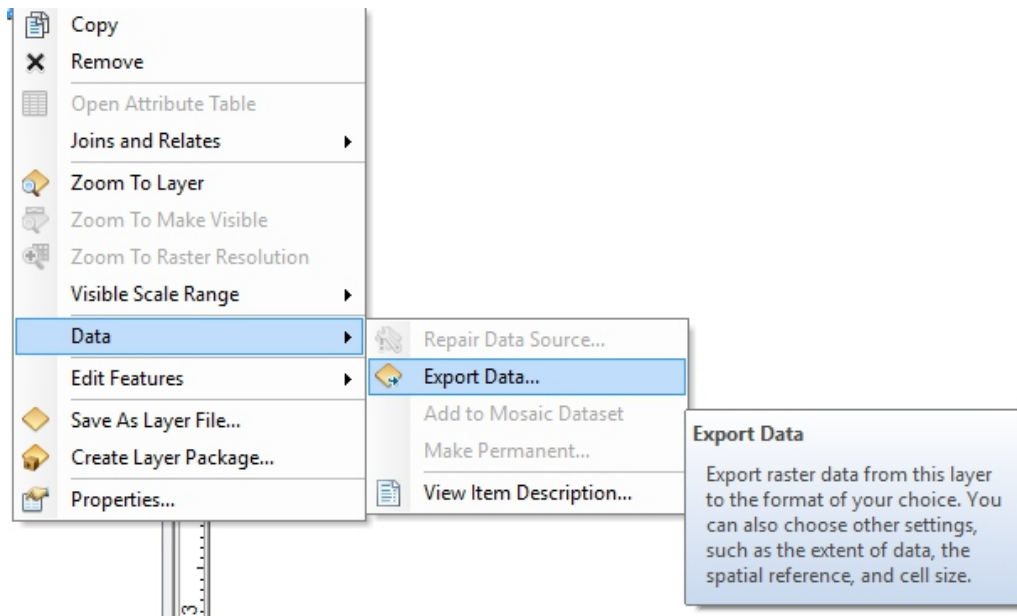 Copy
Remove
Open Attribute Table
Joins and Relates
Zoom To Layer
Zoom To Make Visible
Zoom To Raster Resolution
Visible Scale Range
Data
Edit Features
Save As Layer File...
Create Layer Package...
Properties...
Repair Data Source...
Export Data...
Add to Mosaic Dataset
Make Permanent...
View Item Description...
Export Data
Export raster data from this layer
to the format of your choice. You
can also choose other settings,
such as the extent of data, the
spatial reference, and cell size.
3